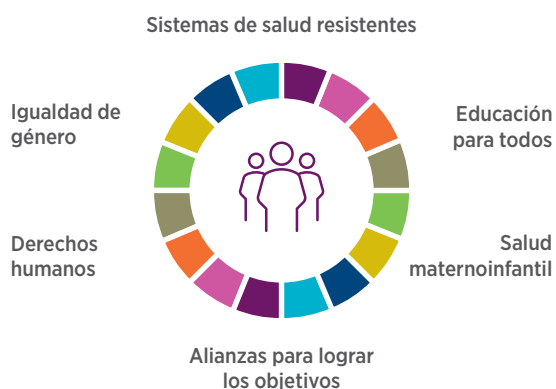 Sistemas de salud resistentes
Igualdad de
género
Educación
para todos
Derechos
humanos
Salud
maternoinfantil
Alianzas para lograr
los objetivos